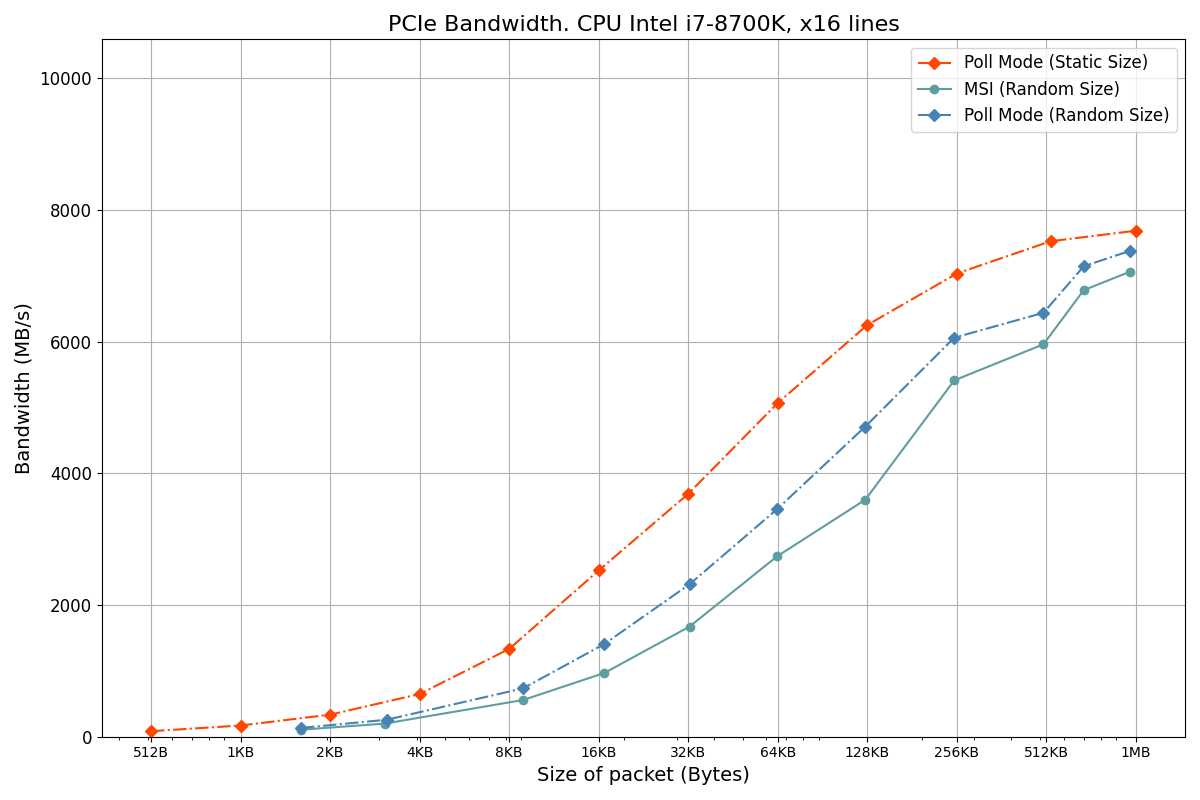 PCIe Bandwidth. CPU Intel i7-8700K, x16 lines
Poll Mode (Static Size)
MSI (Random Size)
Poll Mode (Random Size)
Bandwidth (MB/s)
10000
8000
6000
4000
2000
0
512B 1KB 2KB 4KB 8KB 16KB 32KB 64KB 128KB 256KB 512KB 1MB
Size of packet (Bytes)